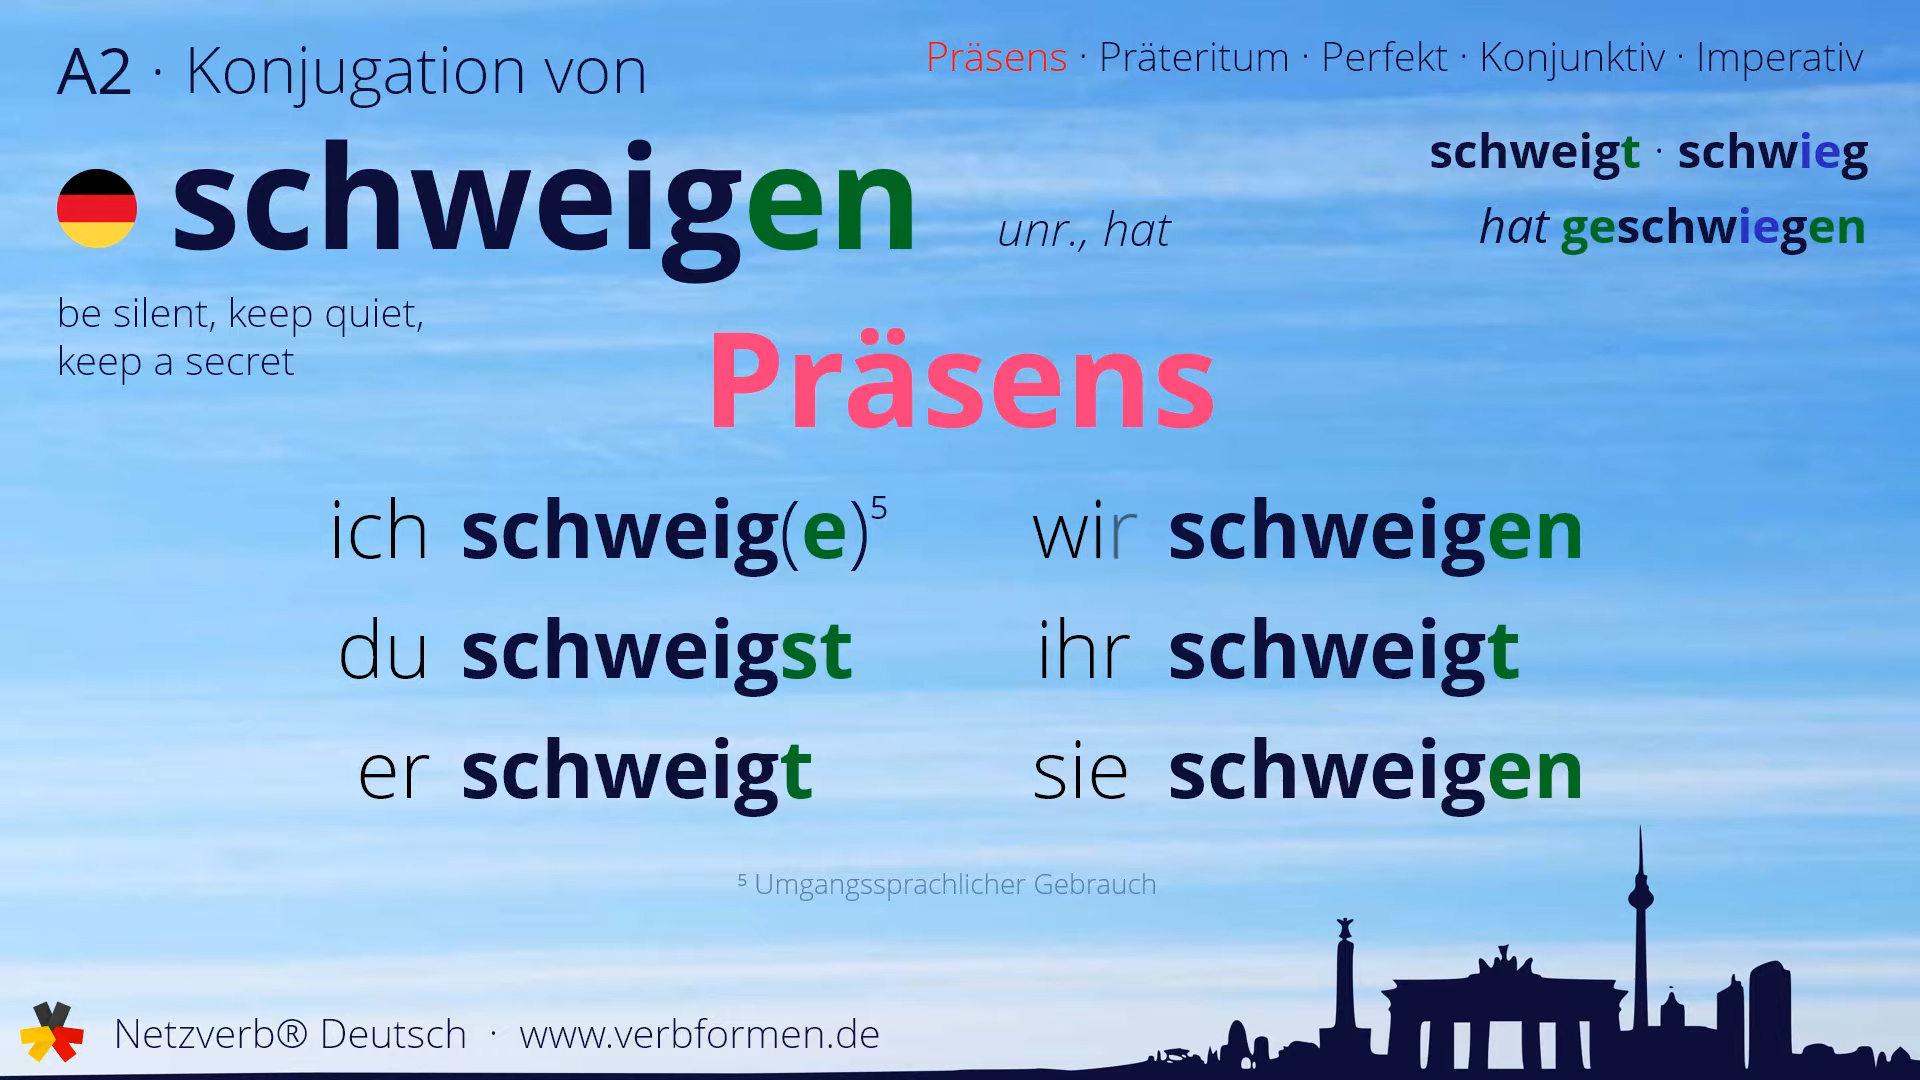 A2 · Konjugation von
Präsens · Präteritum · Perfekt · Konjunktiv · Imperativ
schweigen unr., hat
schweigt · schwieg
hat geschwiegen
be silent, keep quiet,
keep a secret
Präsens
ich schweig(e)⁵
du schweigst
er schweigt
wir schweigen
ihr schweigt
sie schweigen
⁵ Umgangssprachlicher Gebrauch
Netzverb® Deutsch · www.verbformen.de